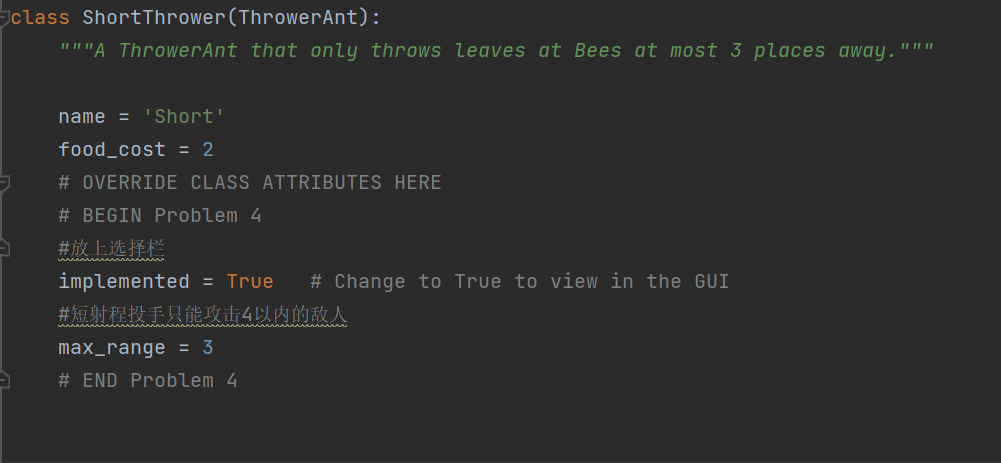 class ShortThrower(ThrowerAnt):
    """A ThrowerAnt that only throws leaves at Bees at most 3 places away."""
    name = 'Short'
    food_cost = 2
    # OVERRIDE CLASS ATTRIBUTES HERE
    # BEGIN Problem 4
    #放上选择栏
    implemented = True   # Change to True to view in the GUI
    #短射程投手只能攻击4以内的敌人
    max_range = 3
    # END Problem 4